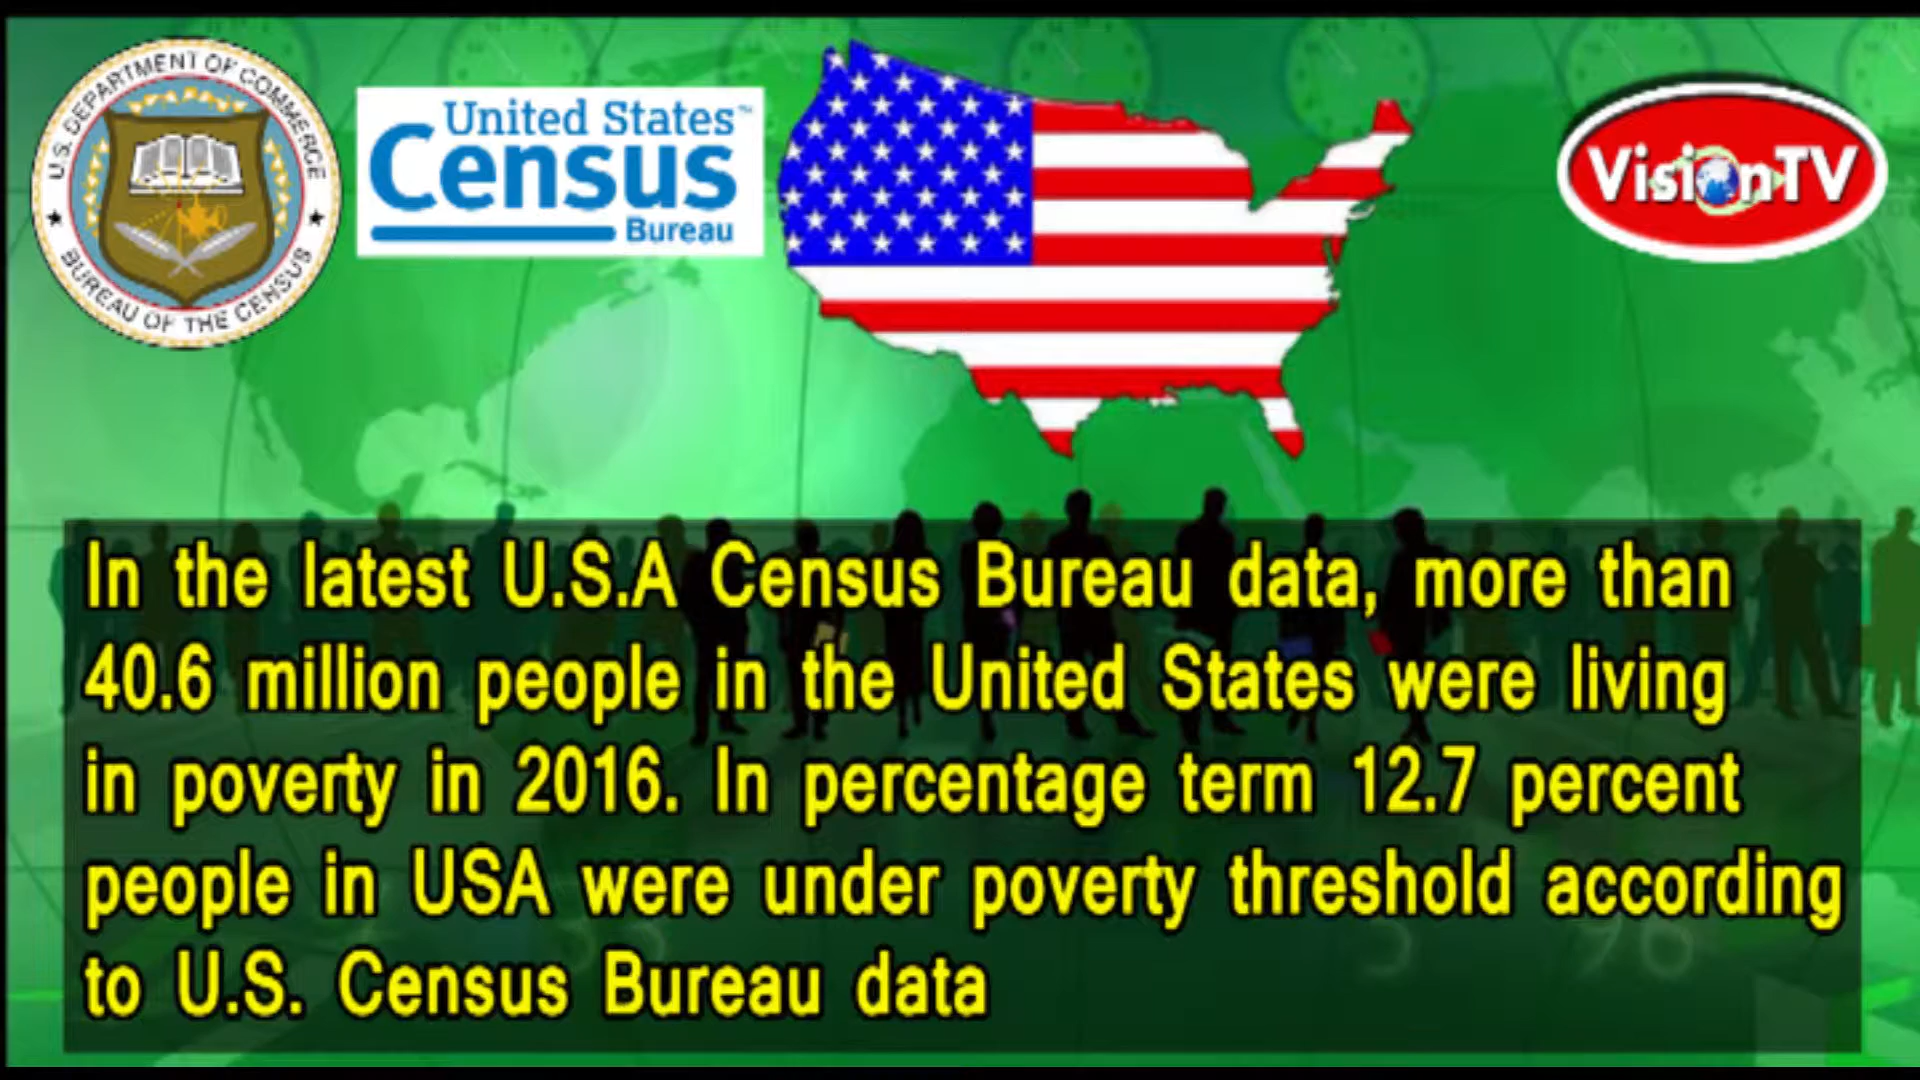 U.S. DEPARTMENT OF COMMERCE
BUREAU OF THE CENSUS
United States™
Census
Bureau
VisionTV
In the latest U.S.A Census Bureau data, more than
40.6 million people in the United States were living
in poverty in 2016. In percentage term 12.7 percent
people in USA were under poverty threshold according
to U.S. Census Bureau data